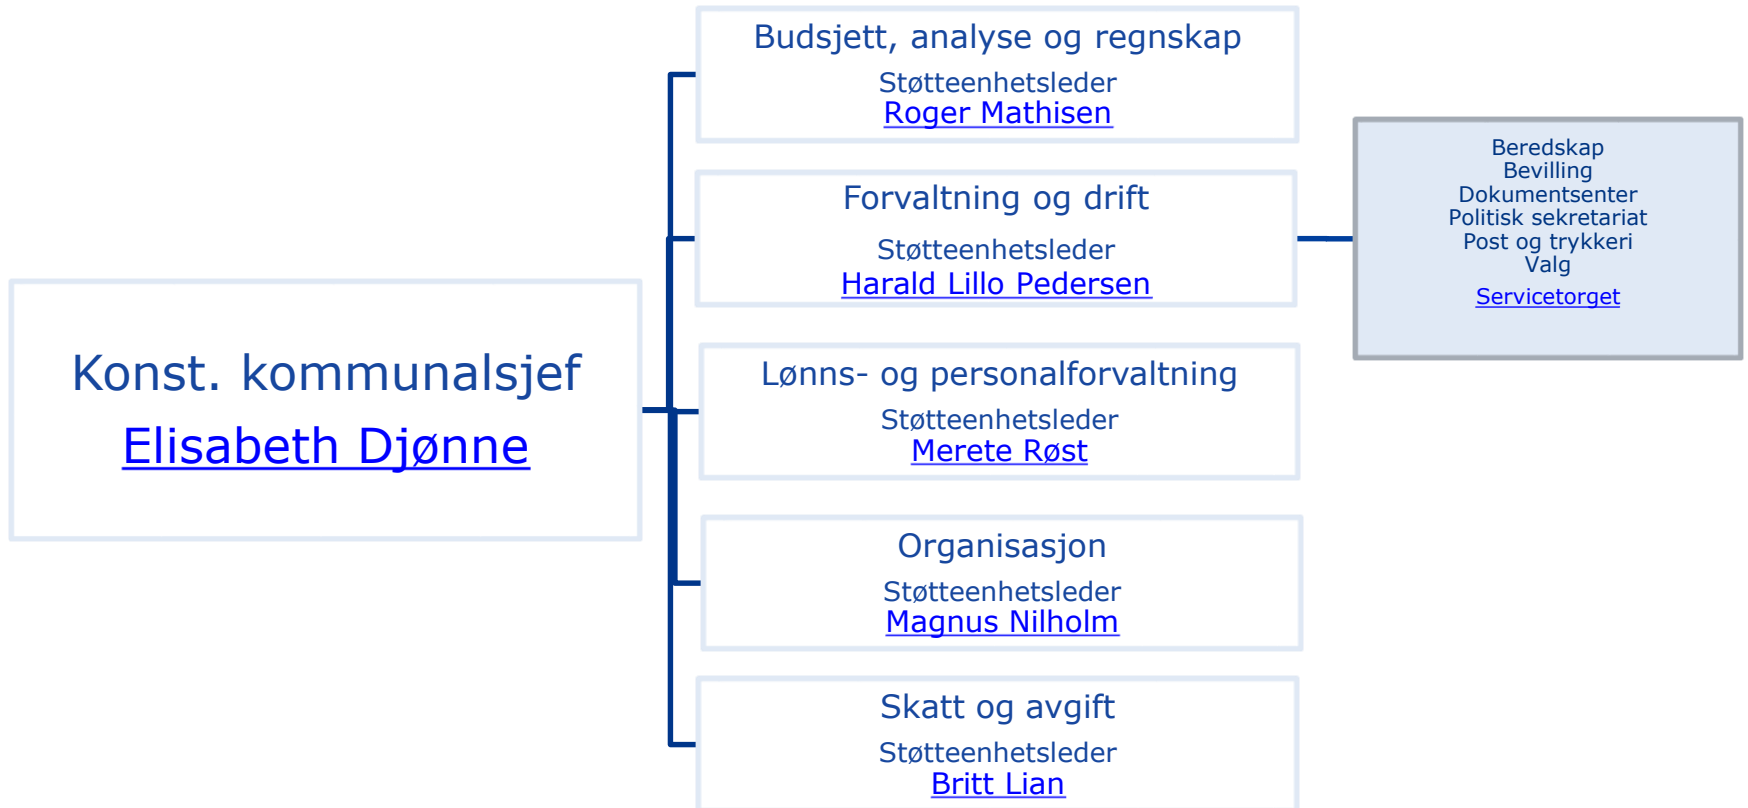 Konst. kommunalsjef
Elisabeth Djønne
Budsjett, analyse og regnskap
Støtteenhetsleder
Roger Mathisen
Forvaltning og drift
Støtteenhetsleder
Harald Lillo Pedersen
Beredskap
Bevilling
Dokumentsenter
Politisk sekretariat
Post og trykkeri
Valg
Servicetorget
Lønns- og personalforvaltning
Støtteenhetsleder
Merete Røst
Organisasjon
Støtteenhetsleder
Magnus Nilholm
Skatt og avgift
Støtteenhetsleder
Britt Lian